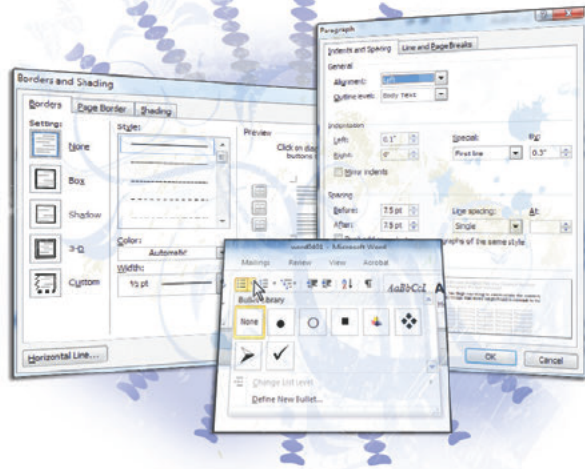 Borders and Shading
Borders Page Border Shading
Setting:
None
Box
Shadow
3-D
Custom
Style:
Color:
Automatic
Width:
½ pt
Preview
Click on
buttons
Horizontal Line...
Paragraph
Indents and Spacing Line and Page Breaks
General
Alignment: Left
Outline level: Body Text
Indentation
Left: 0.1"
Right: 0"
Special: By:
First line 0.3"
Mirror indents
Spacing
Before: 7.5 pt
After: 7.5 pt
Line spacing: At:
Single
of the same style
OK Cancel
Microsoft Word
Mailings Review View Acrobat
AaBbCcI
Bullet Library
None
Change List Level
Define New Bullet...